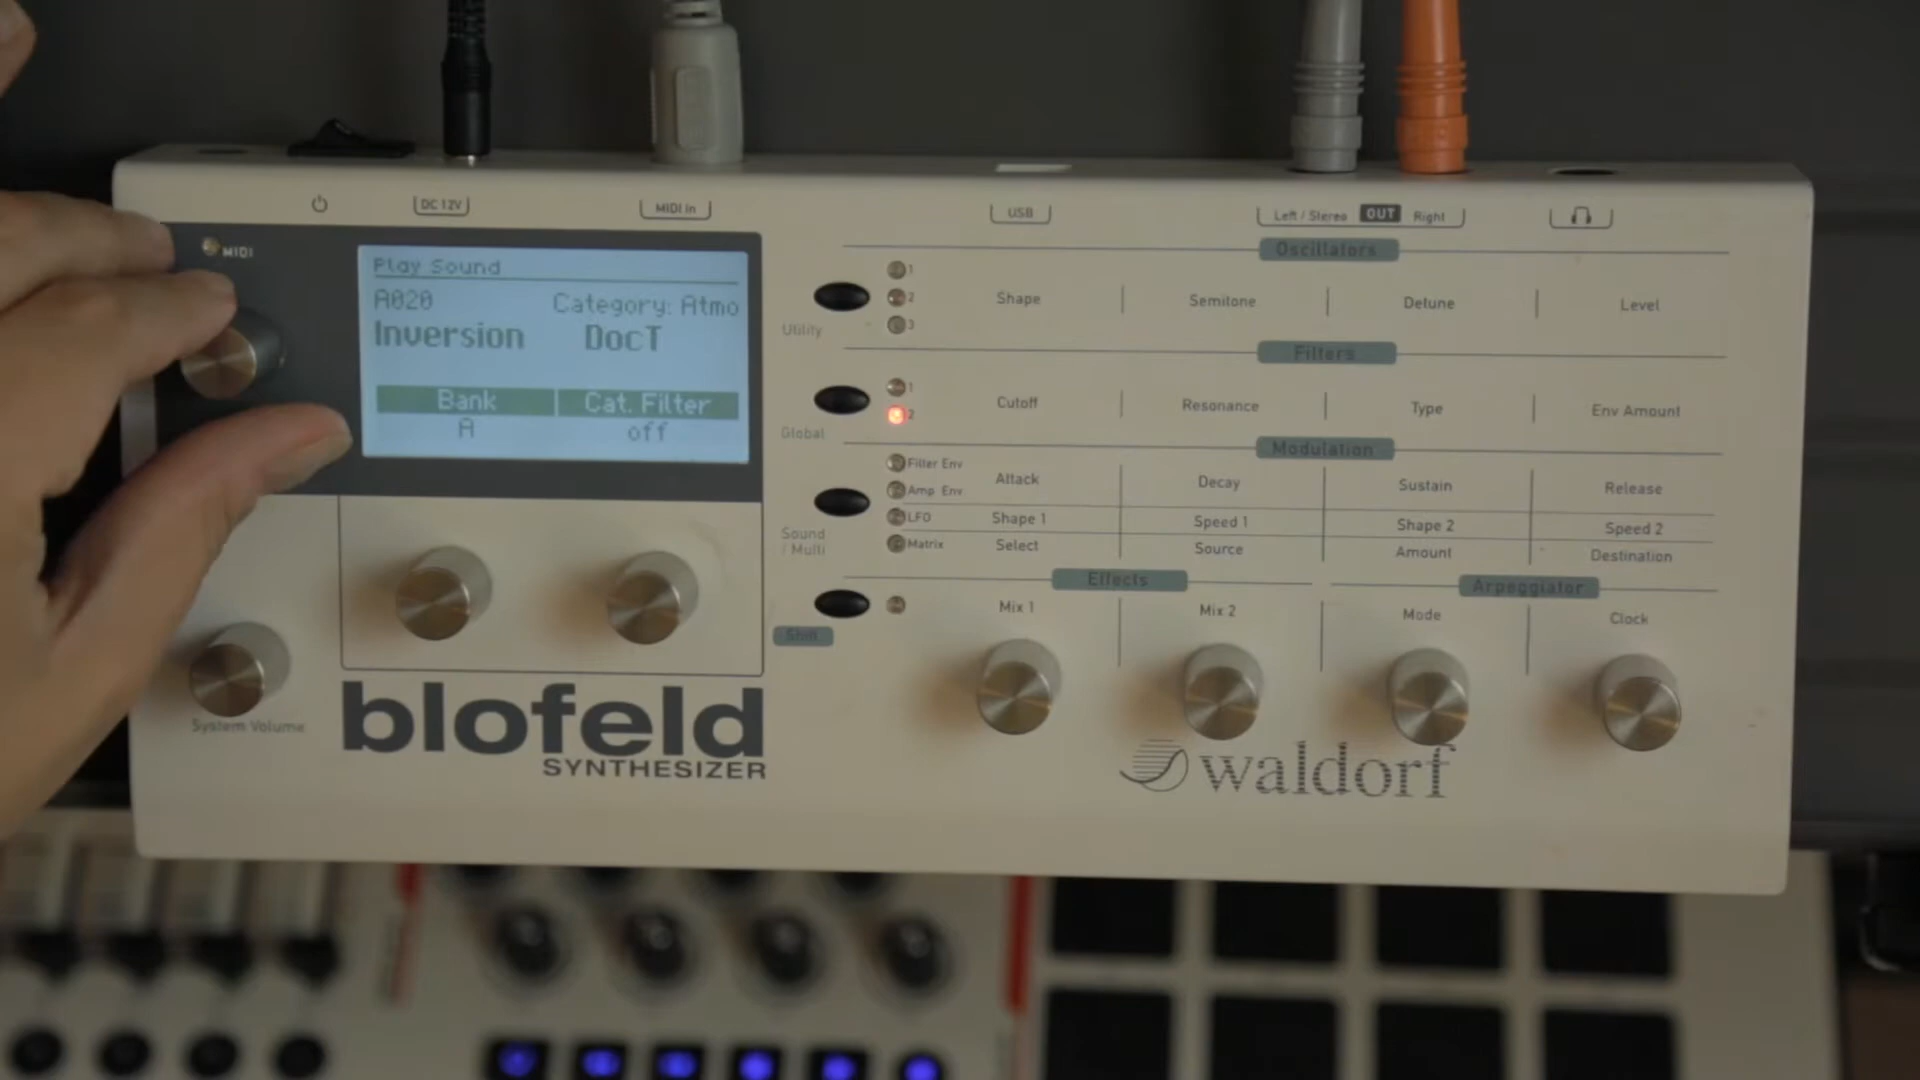 DC 12V
MIDI In
USB
Left / Stereo OUT Right
MIDI
Play Sound
A020 Category: Atmo
Inversion DocT
Bank Cat. Filter
A off
Oscillators
1
2
3
Utility
Shape Semitone Detune Level
Filters
1
2
Global
Cutoff Resonance Type Env Amount
Modulation
Filter Env Attack Decay Sustain Release
Amp Env
LFO Shape 1 Speed 1 Shape 2 Speed 2
Matrix Select Source Amount Destination
Sound
/ Multi
Effects Arpeggiator
Mix 1 Mix 2 Mode Clock
Shift
System Volume
blofeld
SYNTHESIZER
waldorf